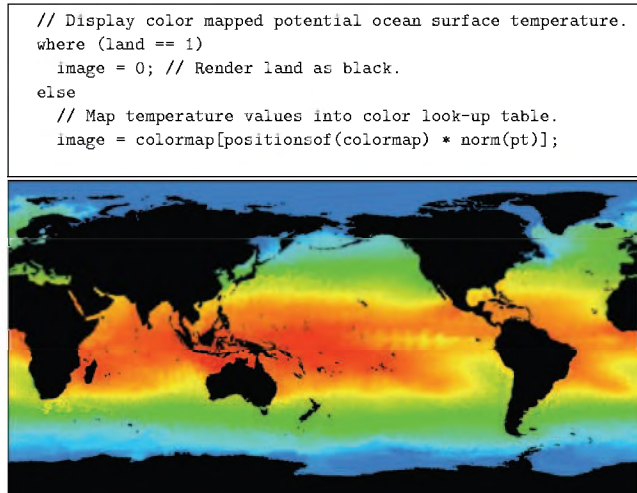 // Display color mapped potential ocean surface temperature.
where (land == 1)
image = 0; // Render land as black.
else
// Map temperature values into color look-up table.
image = colormap[positionsof(colormap) * norm(pt)];